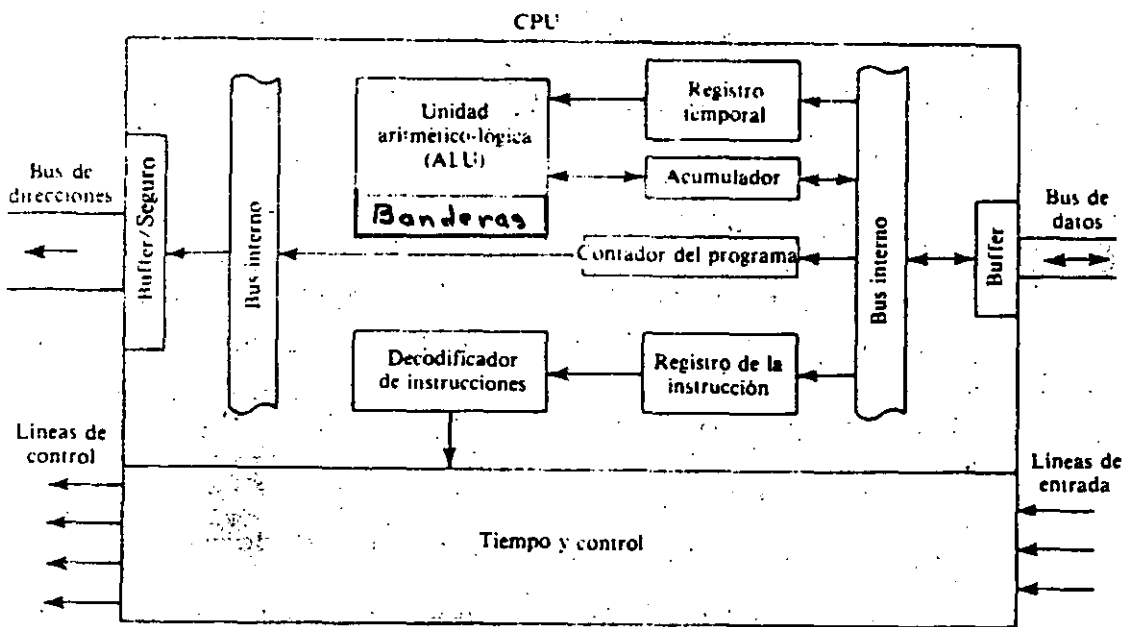 CPU
Registro
temporal
Unidad
aritmético-lógica
(ALU)
Acumulador
Banderas
Contador del programa
Bus de
direcciones
Buffer/Seguro
Bus interno
Bus interno
Buffer
Bus de
datos
Decodificador
de instrucciones
Registro de la
instrucción
Líneas de
control
Líneas de
entrada
Tiempo y control